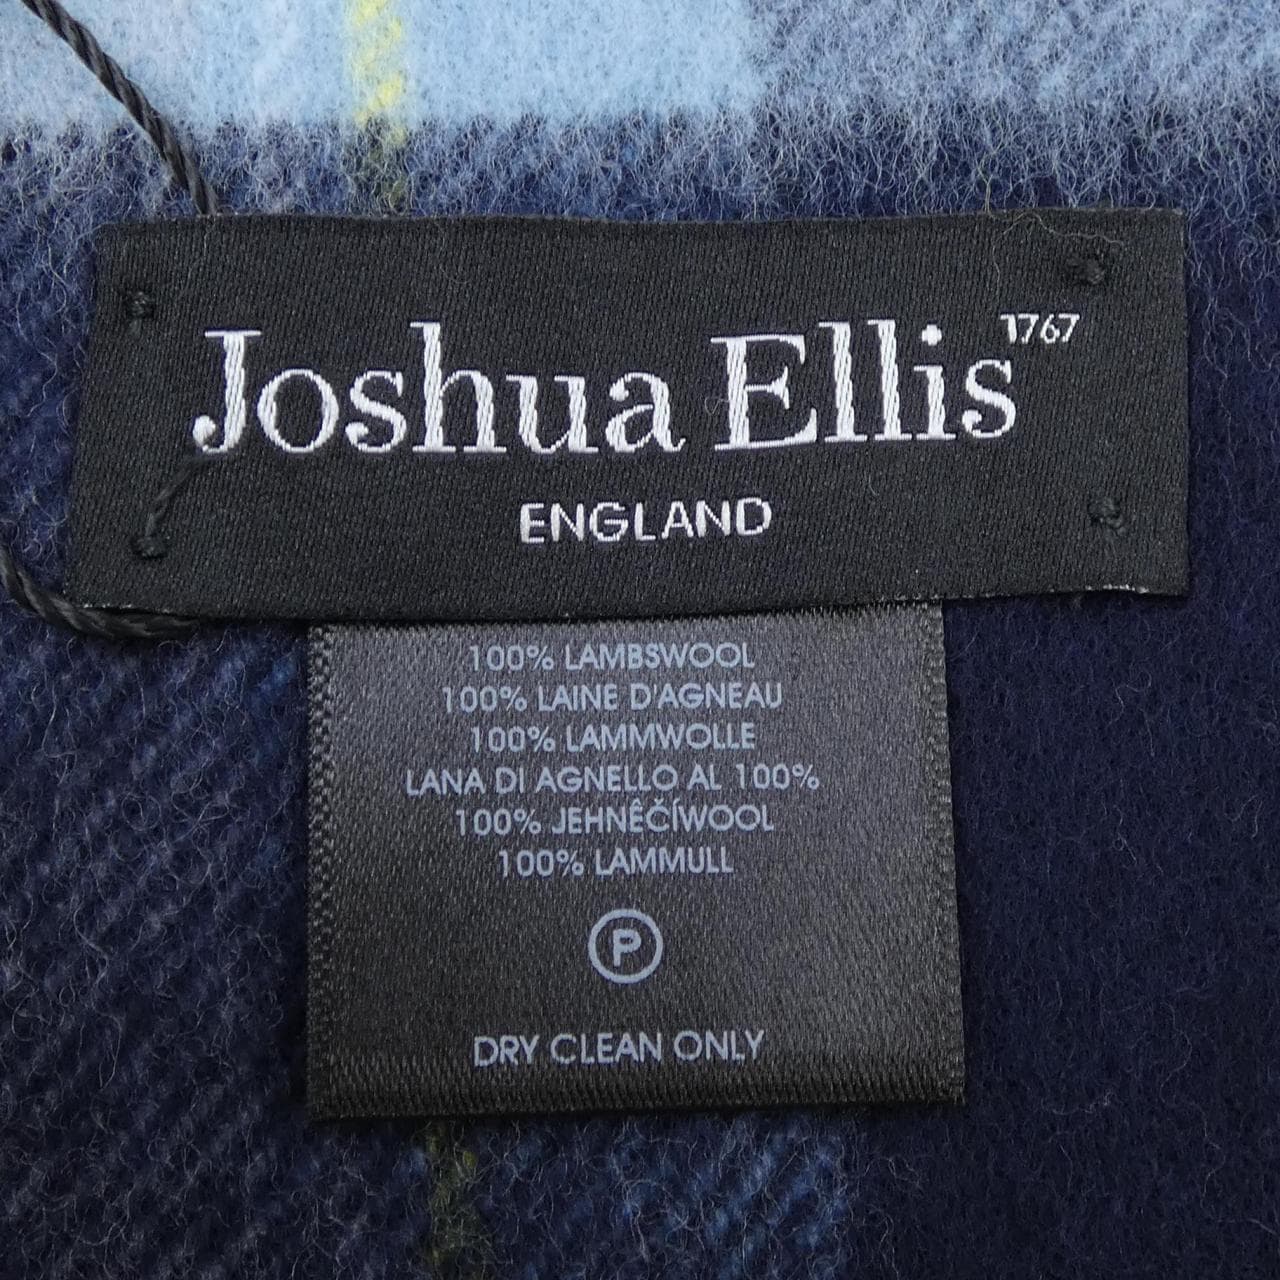 Joshua Ellis 1767
ENGLAND
100% LAMBSWOOL
100% LAINE D'AGNEAU
100% LAMMWOLLE
LANA DI AGNELLO AL 100%
100% JEHNÊČÍWOOL
100% LAMMULL
P
DRY CLEAN ONLY